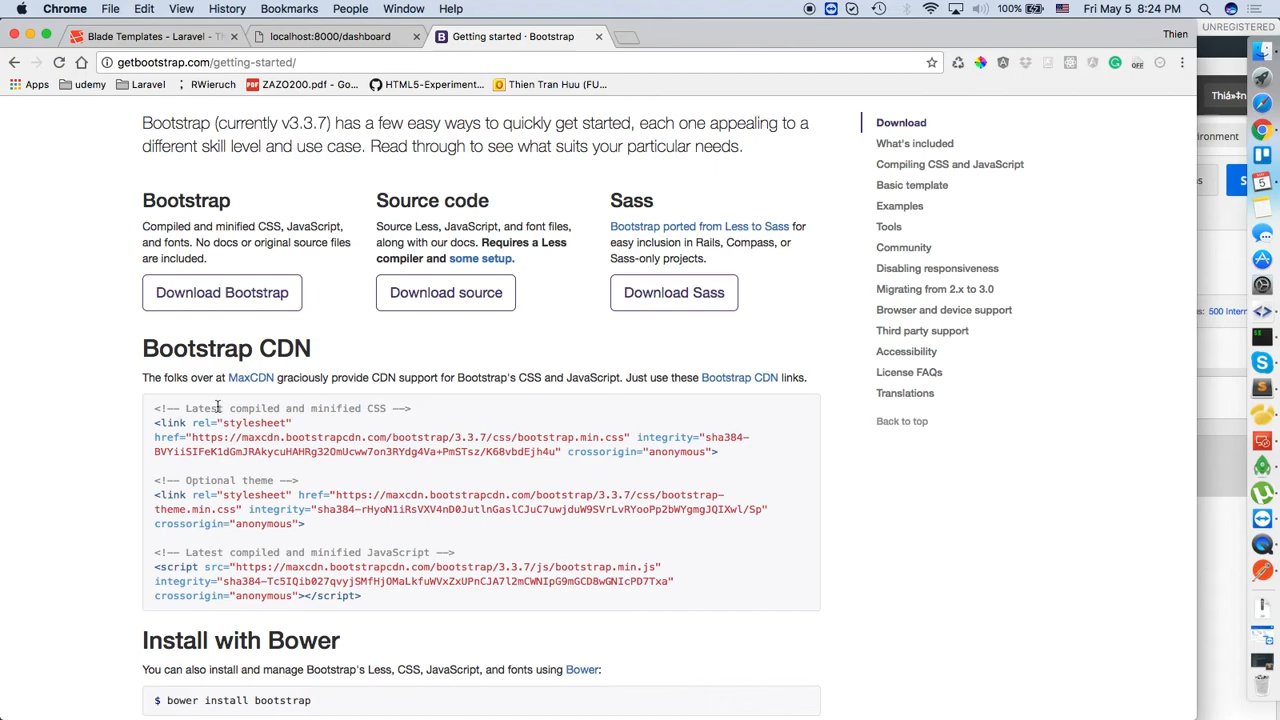 Chrome File Edit View History Bookmarks People Window Help 100% Fri May 5 8:24 PM
UNREGISTERED
Blade Templates - Laravel - Th
localhost:8000/dashboard
Getting started · Bootstrap
Thien
getbootstrap.com/getting-started/
Apps udemy Laravel RWieruch ZAZO200.pdf - Go... HTML5-Experiment... Thien Tran Huu (FU...
Bootstrap (currently v3.3.7) has a few easy ways to quickly get started, each one appealing to a
different skill level and use case. Read through to see what suits your particular needs.
Bootstrap
Compiled and minified CSS, JavaScript,
and fonts. No docs or original source files
are included.
Download Bootstrap
Source code
Source Less, JavaScript, and font files,
along with our docs. Requires a Less
compiler and some setup.
Download source
Sass
Bootstrap ported from Less to Sass for
easy inclusion in Rails, Compass, or
Sass-only projects.
Download Sass
Bootstrap CDN
The folks over at MaxCDN graciously provide CDN support for Bootstrap's CSS and JavaScript. Just use these Bootstrap CDN links.
<!-- Latest compiled and minified CSS -->
<link rel="stylesheet"
href="https://maxcdn.bootstrapcdn.com/bootstrap/3.3.7/css/bootstrap.min.css" integrity="sha384-
BVYiiSIFeK1dGmJRAkycuHAHRg32OmUcww7on3RYdg4Va+PmSTsz/K68vbdEjh4u" crossorigin="anonymous">
<!-- Optional theme -->
<link rel="stylesheet" href="https://maxcdn.bootstrapcdn.com/bootstrap/3.3.7/css/bootstrap-
theme.min.css" integrity="sha384-rHyoN1iRsVXV4nD0JutlnGaslCJuC7uwjduW9SVrLvRYooPp2bWYgmgJQIXwl/Sp"
crossorigin="anonymous">
<!-- Latest compiled and minified JavaScript -->
<script src="https://maxcdn.bootstrapcdn.com/bootstrap/3.3.7/js/bootstrap.min.js"
integrity="sha384-Tc5IQib027qvyjSMfHjOMaLkfuWVxZxUPnCJA7l2mCWNIpG9mGCD8wGNIcPD7Txa"
crossorigin="anonymous"></script>
Install with Bower
You can also install and manage Bootstrap's Less, CSS, JavaScript, and fonts using Bower:
$ bower install bootstrap
Download
What's included
Compiling CSS and JavaScript
Basic template
Examples
Tools
Community
Disabling responsiveness
Migrating from 2.x to 3.0
Browser and device support
Third party support
Accessibility
License FAQs
Translations
Back to top
ironment
500 Intern